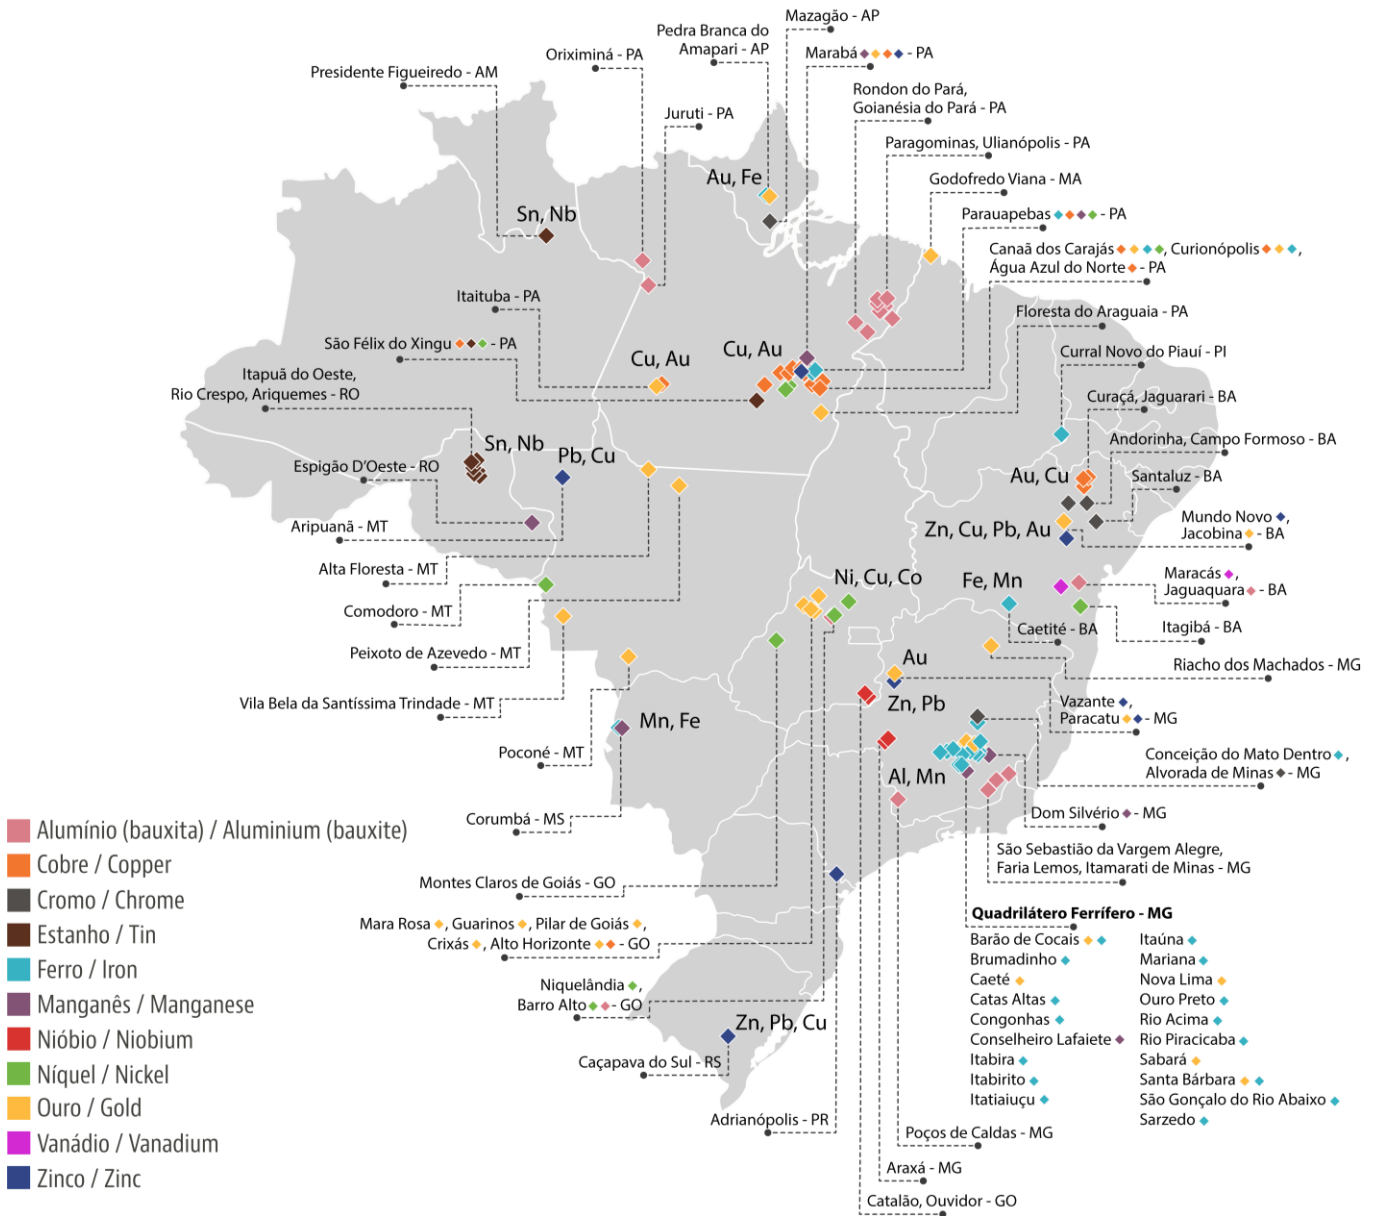 Mazagão - AP
Pedra Branca do
Amapari - AP
Oriximiná - PA
Marabá - PA
Presidente Figueiredo - AM
Rondon do Pará,
Goianésia do Pará - PA
Juruti - PA
Paragominas, Ulianópolis - PA
Au, Fe
Godofredo Viana - MA
Sn, Nb
Parauapebas - PA
Canaã dos Carajás , Curionópolis ,
Água Azul do Norte - PA
Itaituba - PA
Floresta do Araguaia - PA
São Félix do Xingu - PA
Cu, Au
Cu, Au
Curral Novo do Piauí - PI
Itapuã do Oeste,
Rio Crespo, Ariquemes - RO
Curaçá, Jaguarari - BA
Sn, Nb
Andorinha, Campo Formoso - BA
Espigão D'Oeste - RO
Pb, Cu
Au, Cu
Santaluz - BA
Aripuanã - MT
Zn, Cu, Pb, Au
Mundo Novo ,
Jacobina - BA
Alta Floresta - MT
Ni, Cu, Co
Fe, Mn
Maracás ,
Jaguaquara - BA
Comodoro - MT
Caetité - BA
Itagibá - BA
Peixoto de Azevedo - MT
Au
Riacho dos Machados - MG
Vila Bela da Santíssima Trindade - MT
Zn, Pb
Vazante ,
Paracatu - MG
Mn, Fe
Poconé - MT
Conceição do Mato Dentro ,
Alvorada de Minas - MG
Al, Mn
Corumbá - MS
Dom Silvério - MG
São Sebastião da Vargem Alegre,
Faria Lemos, Itamarati de Minas - MG
Montes Claros de Goiás - GO
Mara Rosa , Guarinos , Pilar de Goiás ,
Crixás , Alto Horizonte - GO
Niquelândia ,
Barro Alto - GO
Zn, Pb, Cu
Caçapava do Sul - RS
Adrianópolis - PR
Poços de Caldas - MG
Araxá - MG
Catalão, Ouvidor - GO
Quadrilátero Ferrífero - MG
Barão de Cocais
Brumadinho
Caeté
Catas Altas
Congonhas
Conselheiro Lafaiete
Itabira
Itabirito
Itatiaiuçu
Itaúna
Mariana
Nova Lima
Ouro Preto
Rio Acima
Rio Piracicaba
Sabará
Santa Bárbara
São Gonçalo do Rio Abaixo
Sarzedo
Alumínio (bauxita) / Aluminium (bauxite)
Cobre / Copper
Cromo / Chrome
Estanho / Tin
Ferro / Iron
Manganês / Manganese
Nióbio / Niobium
Níquel / Nickel
Ouro / Gold
Vanádio / Vanadium
Zinco / Zinc